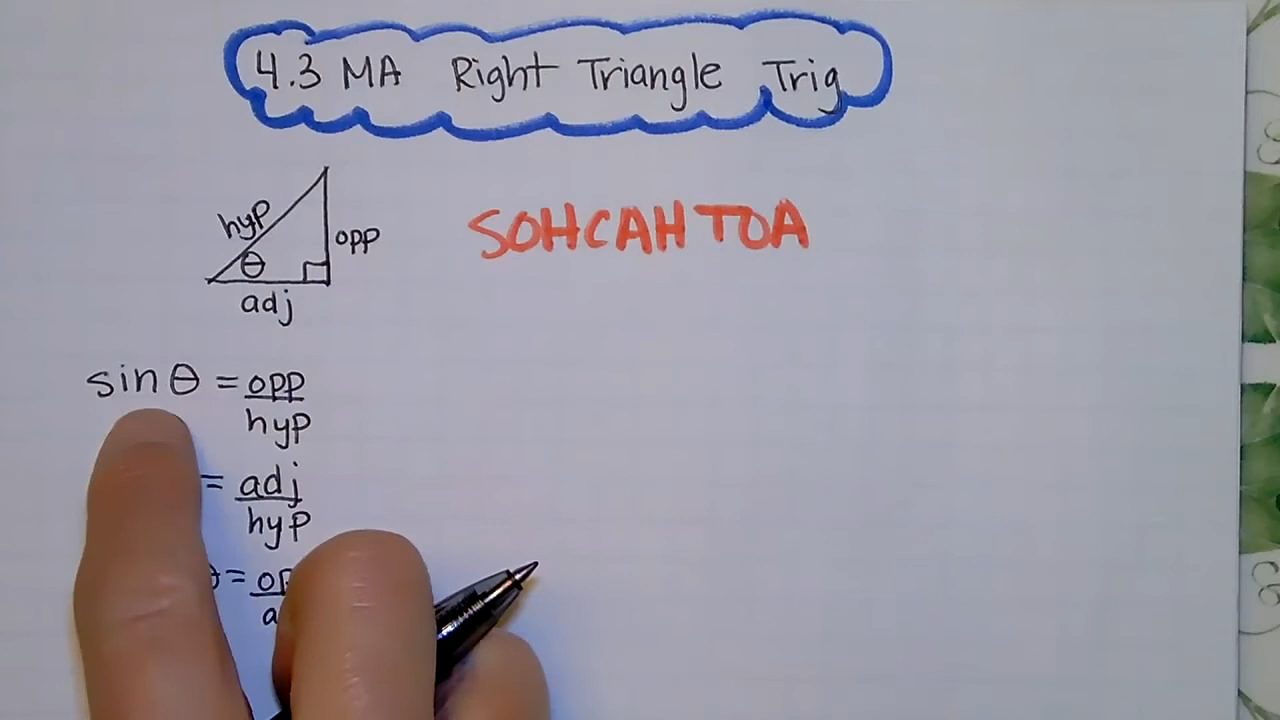 4.3 MA Right Triangle Trig
SOHCAHTOA
hyp
opp
θ
adj
sin θ = opp
hyp
= adj
hyp
=